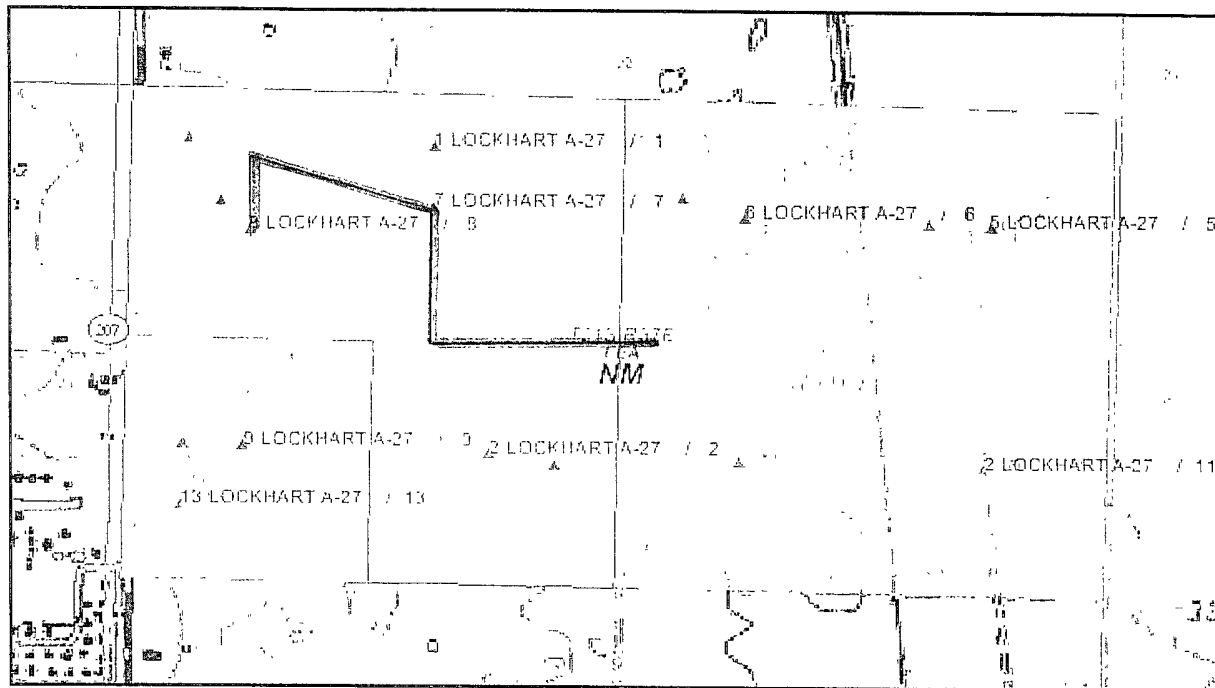 1 LOCKHART A-27 / 1
7 LOCKHART A-27 / 7
8 LOCKHART A-27 / 8
6 LOCKHART A-27 / 6
5 LOCKHART A-27 / 5
207
NM
9 LOCKHART A-27 / 9
2 LOCKHART A-27 / 2
2 LOCKHART A-27 / 11
13 LOCKHART A-27 / 13